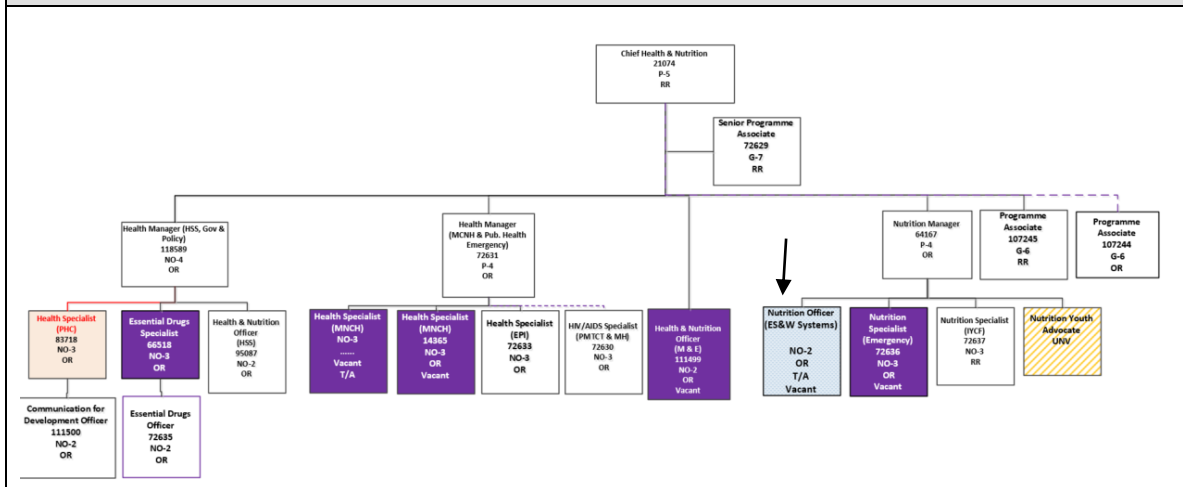 Chief Health & Nutrition
21074
P-5
RR
Senior Programme
Associate
72629
G-7
RR
Health Manager (HSS, Gov &
Policy)
118589
NO-4
OR
Health Manager
(MCNH & Pub. Health
Emergency)
72631
P-4
OR
Nutrition Manager
64167
P-4
OR
Programme
Associate
107245
G-6
RR
Programme
Associate
107244
G-6
OR
Health Specialist
(PHC)
83718
NO-3
OR
Essential Drugs
Specialist
66518
NO-3
OR
Health & Nutrition
Officer
(HSS)
95087
NO-2
OR
Health Specialist
(MNCH)
NO-3
......
Vacant
T/A
Health Specialist
(MNCH)
14365
NO-3
OR
Vacant
Health Specialist
(EPI)
72633
NO-3
OR
HIV/AIDS Specialist
(PMTCT & MH)
72630
NO-3
OR
Health & Nutrition
Officer
(M & E)
111499
NO-2
OR
Vacant
Nutrition Officer
(ES&W Systems)
NO-2
OR
T/A
Vacant
Nutrition
Specialist
(Emergency)
72636
NO-3
OR
Vacant
Nutrition Specialist
(IYCF)
72637
NO-3
RR
Nutrition Youth
Advocate
UNV
Communication for
Development Officer
111500
NO-2
OR
Essential Drugs
Officer
72635
NO-2
OR